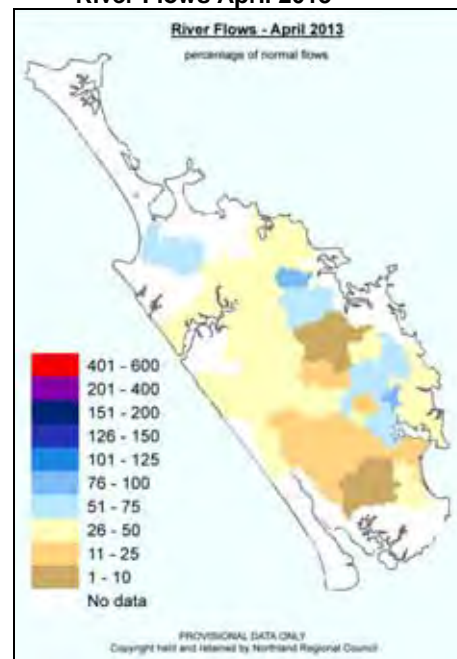 River Flows April 2013
River Flows - April 2013
percentage of normal flows
401 - 600
201 - 400
151 - 200
126 - 150
101 - 125
76 - 100
51 - 75
26 - 50
11 - 25
1 - 10
No data
PROVISIONAL DATA ONLY
Copyright held and retained by Northland Regional Council